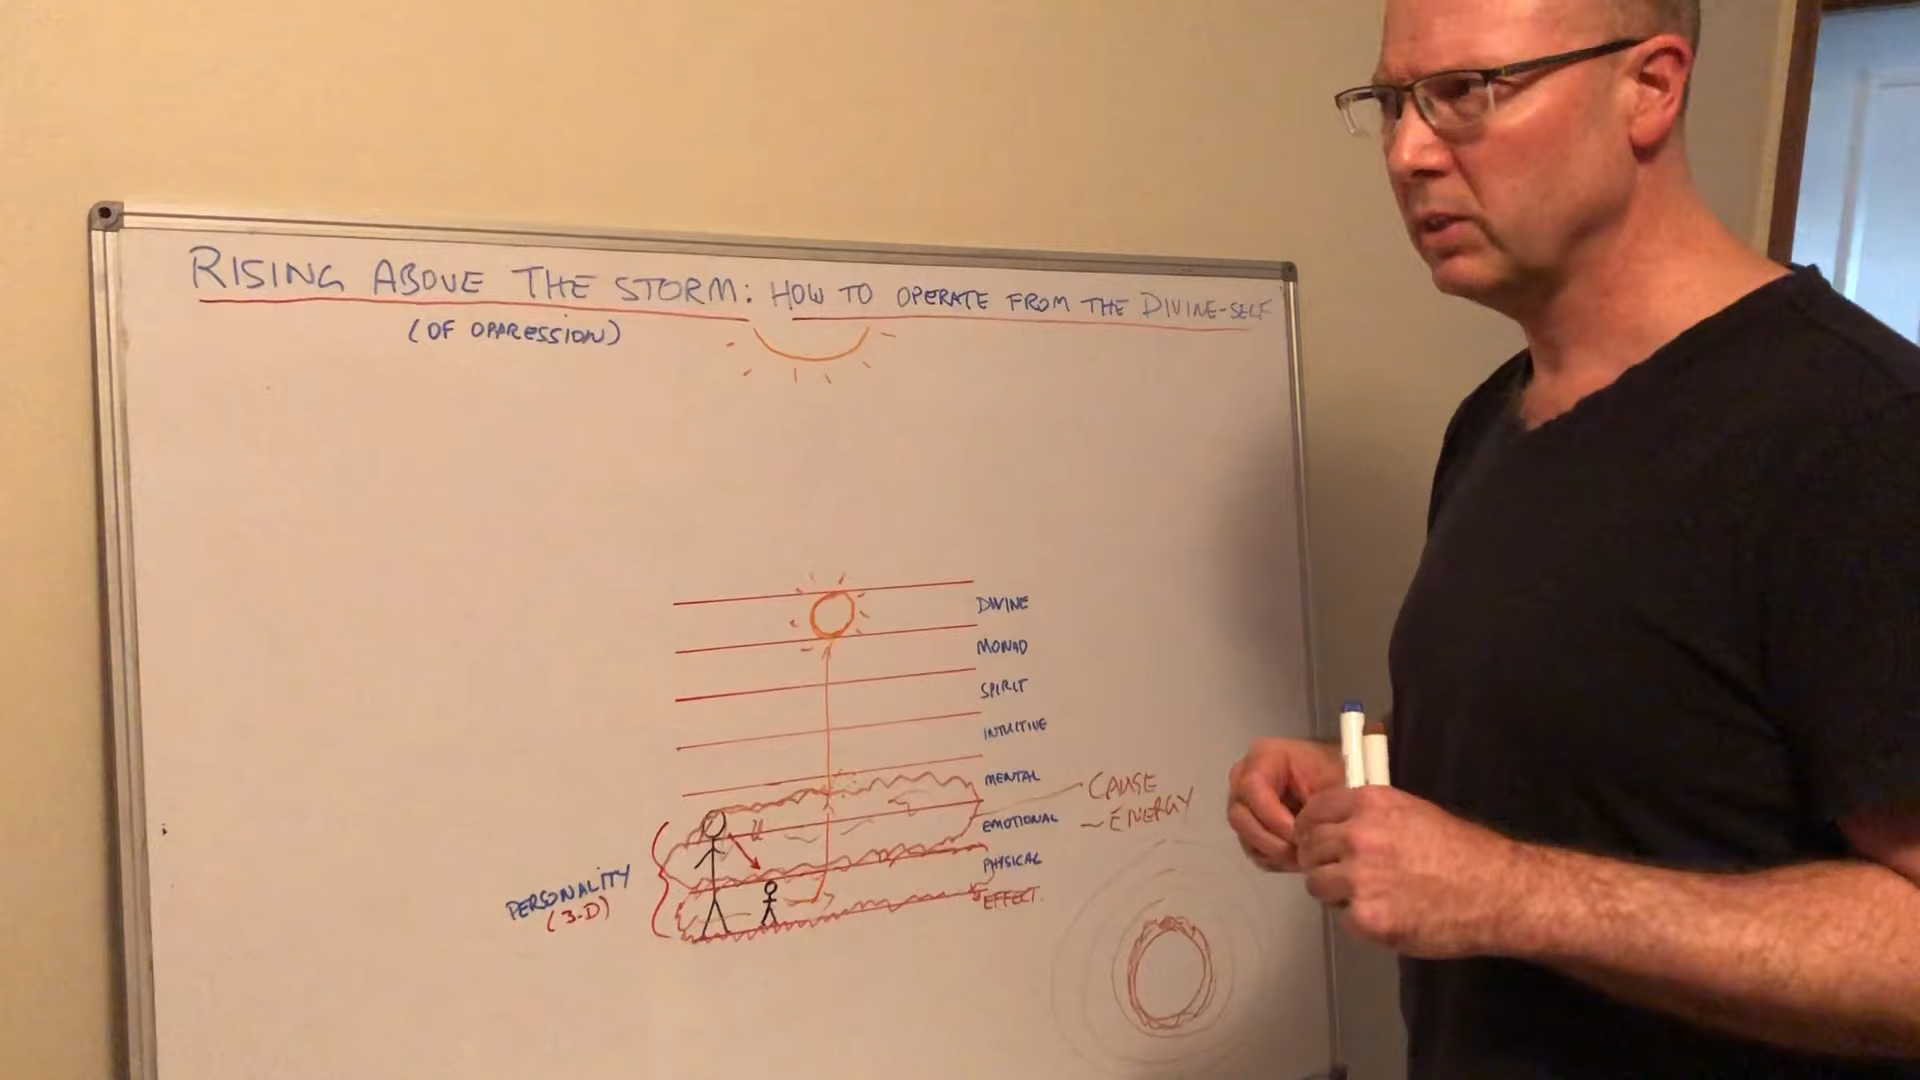 RISING ABOVE THE STORM: HOW TO OPERATE FROM THE DIVINE-SELF
(OF OPPRESSION)
DIVINE
MONAD
SPIRIT
INTUITIVE
MENTAL
CAUSE
EMOTIONAL
~ENERGY
PHYSICAL
PERSONALITY
(3-D)
EFFECT.